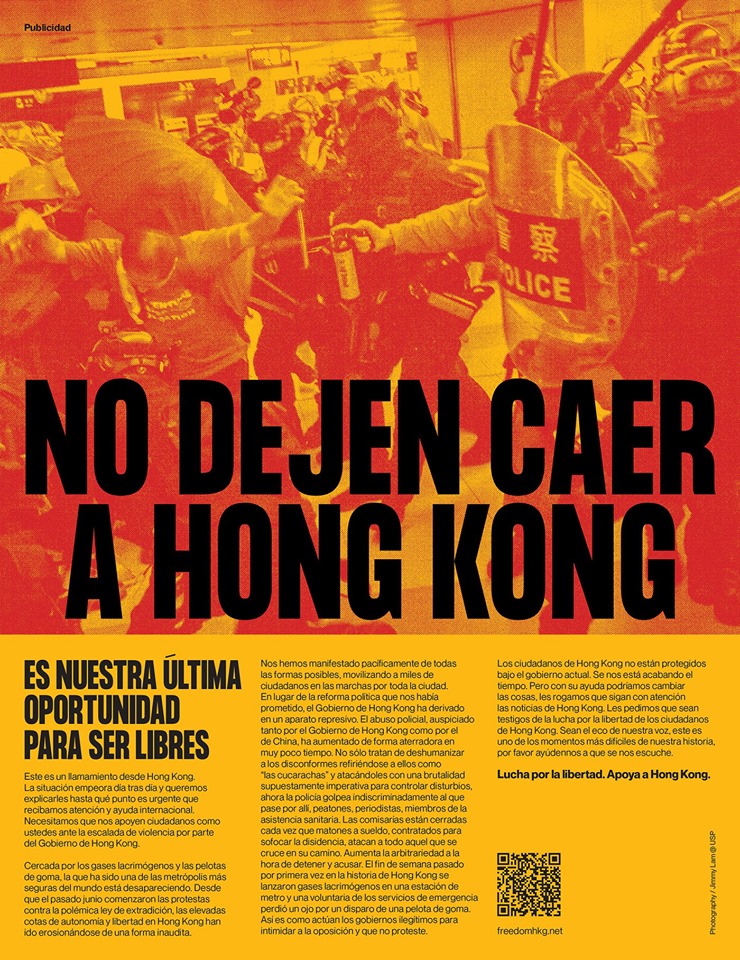 Publicidad
警察
POLICE
POLICE
NO DEJEN CAER
A HONG KONG
ES NUESTRA ÚLTIMA
OPORTUNIDAD
PARA SER LIBRES
Este es un llamamiento desde Hong Kong.
La situación empeora día tras día y queremos
explicarles hasta qué punto es urgente que
recibamos atención y ayuda internacional.
Necesitamos que nos apoyen ciudadanos como
ustedes ante la escalada de violencia por parte
del Gobierno de Hong Kong.
Cercada por los gases lacrimógenos y las pelotas
de goma, la que ha sido una de las metrópolis más
seguras del mundo está desapareciendo. Desde
que el pasado junio comenzaron las protestas
contra la polémica ley de extradición, las elevadas
cotas de autonomía y libertad en Hong Kong han
ido erosionándose de una forma inaudita.
Nos hemos manifestado pacíficamente de todas
las formas posibles, movilizando a miles de
ciudadanos en las marchas por toda la ciudad.
En lugar de la reforma política que nos había
prometido, el Gobierno de Hong Kong ha derivado
en un aparato represivo. El abuso policial, auspiciado
tanto por el Gobierno de Hong Kong como por el
de China, ha aumentado de forma aterradora en
muy poco tiempo. No sólo tratan de deshumanizar
a los disconformes refiriéndose a ellos como
“las cucarachas” y atacándoles con una brutalidad
supuestamente imperativa para controlar disturbios,
ahora la policía golpea indiscriminadamente al que
pase por allí, peatones, periodistas, miembros de la
asistencia sanitaria. Las comisarías están cerradas
cada vez que matones a sueldo, contratados para
sofocar la disidencia, atacan a todo aquel que se
cruce en su camino. Aumenta la arbitrariedad a la
hora de detener y acusar. El fin de semana pasado
por primera vez en la historia de Hong Kong se
lanzaron gases lacrimógenos en una estación de
metro y una voluntaria de los servicios de emergencia
perdió un ojo por un disparo de una pelota de goma.
Así es como actúan los gobiernos ilegítimos para
intimidar a la oposición y que no proteste.
Los ciudadanos de Hong Kong no están protegidos
bajo el gobierno actual. Se nos está acabando el
tiempo. Pero con su ayuda podríamos cambiar
las cosas, les rogamos que sigan con atención
las noticias de Hong Kong. Les pedimos que sean
testigos de la lucha por la libertad de los ciudadanos
de Hong Kong. Sean el eco de nuestra voz, este es
uno de los momentos más difíciles de nuestra historia,
por favor ayúdennos a que se nos escuche.
Lucha por la libertad. Apoya a Hong Kong.
freedomhkg.net
Photography / Jimmy Lam @ USP